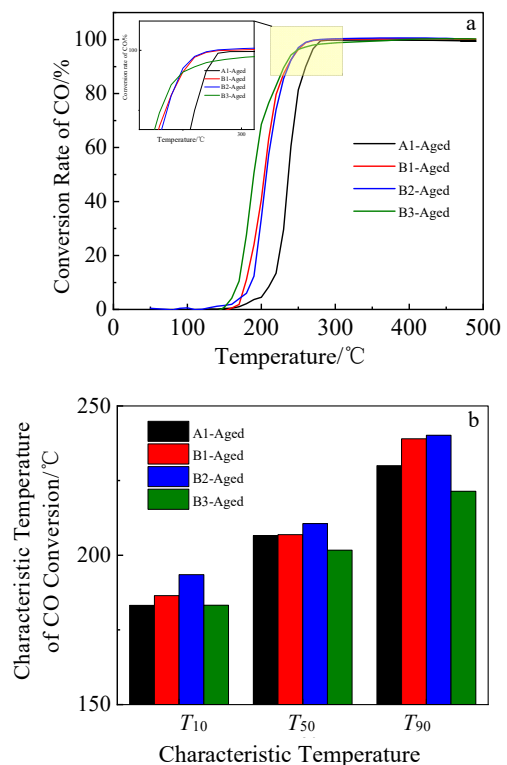 a
100
80
60
40
20
0
Conversion Rate of CO/%
100
Conversion rate of CO/%
A1-Aged
B1-Aged
B2-Aged
B3-Aged
Temperature/℃
300
A1-Aged
B1-Aged
B2-Aged
B3-Aged
0 100 200 300 400 500
Temperature/℃
b
250
200
150
Characteristic Temperature
of CO Conversion/℃
A1-Aged
B1-Aged
B2-Aged
B3-Aged
T10 T50 T90
Characteristic Temperature